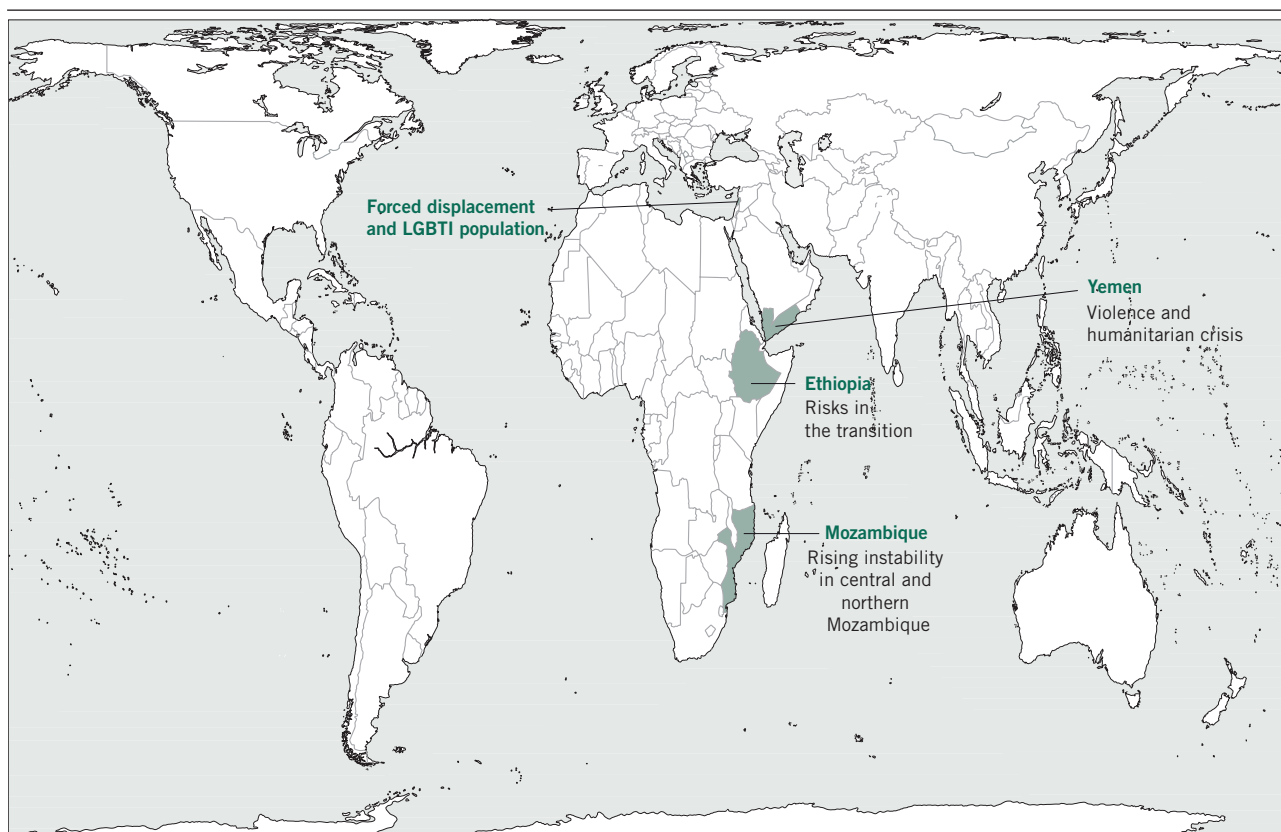 Forced displacement
and LGBTI population
Yemen
Violence and
humanitarian crisis
Ethiopia
Risks in
the transition
Mozambique
Rising instability
in central and
northern
Mozambique